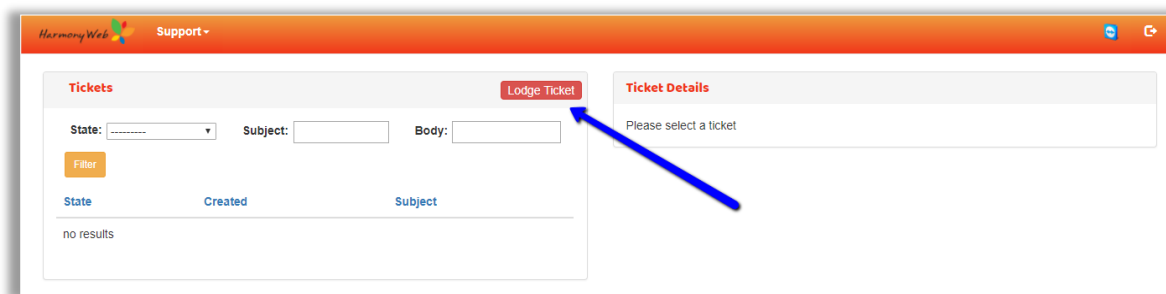 HarmonyWeb Support
Tickets Lodge Ticket
State: --------- Subject: Body:
Filter
State Created Subject
no results
Ticket Details
Please select a ticket